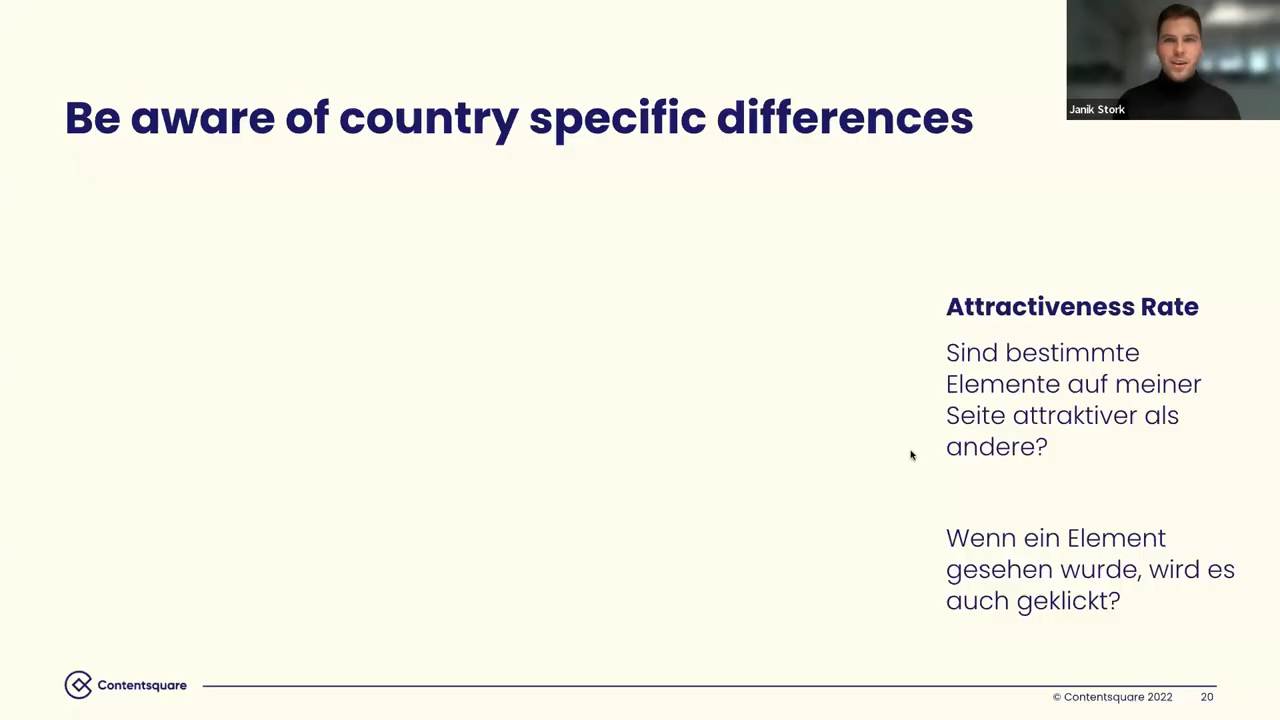 Be aware of country specific differences
Janik Stork
Attractiveness Rate
Sind bestimmte
Elemente auf meiner
Seite attraktiver als
andere?
Wenn ein Element
gesehen wurde, wird es
auch geklickt?
Contentsquare
© Contentsquare 2022
20